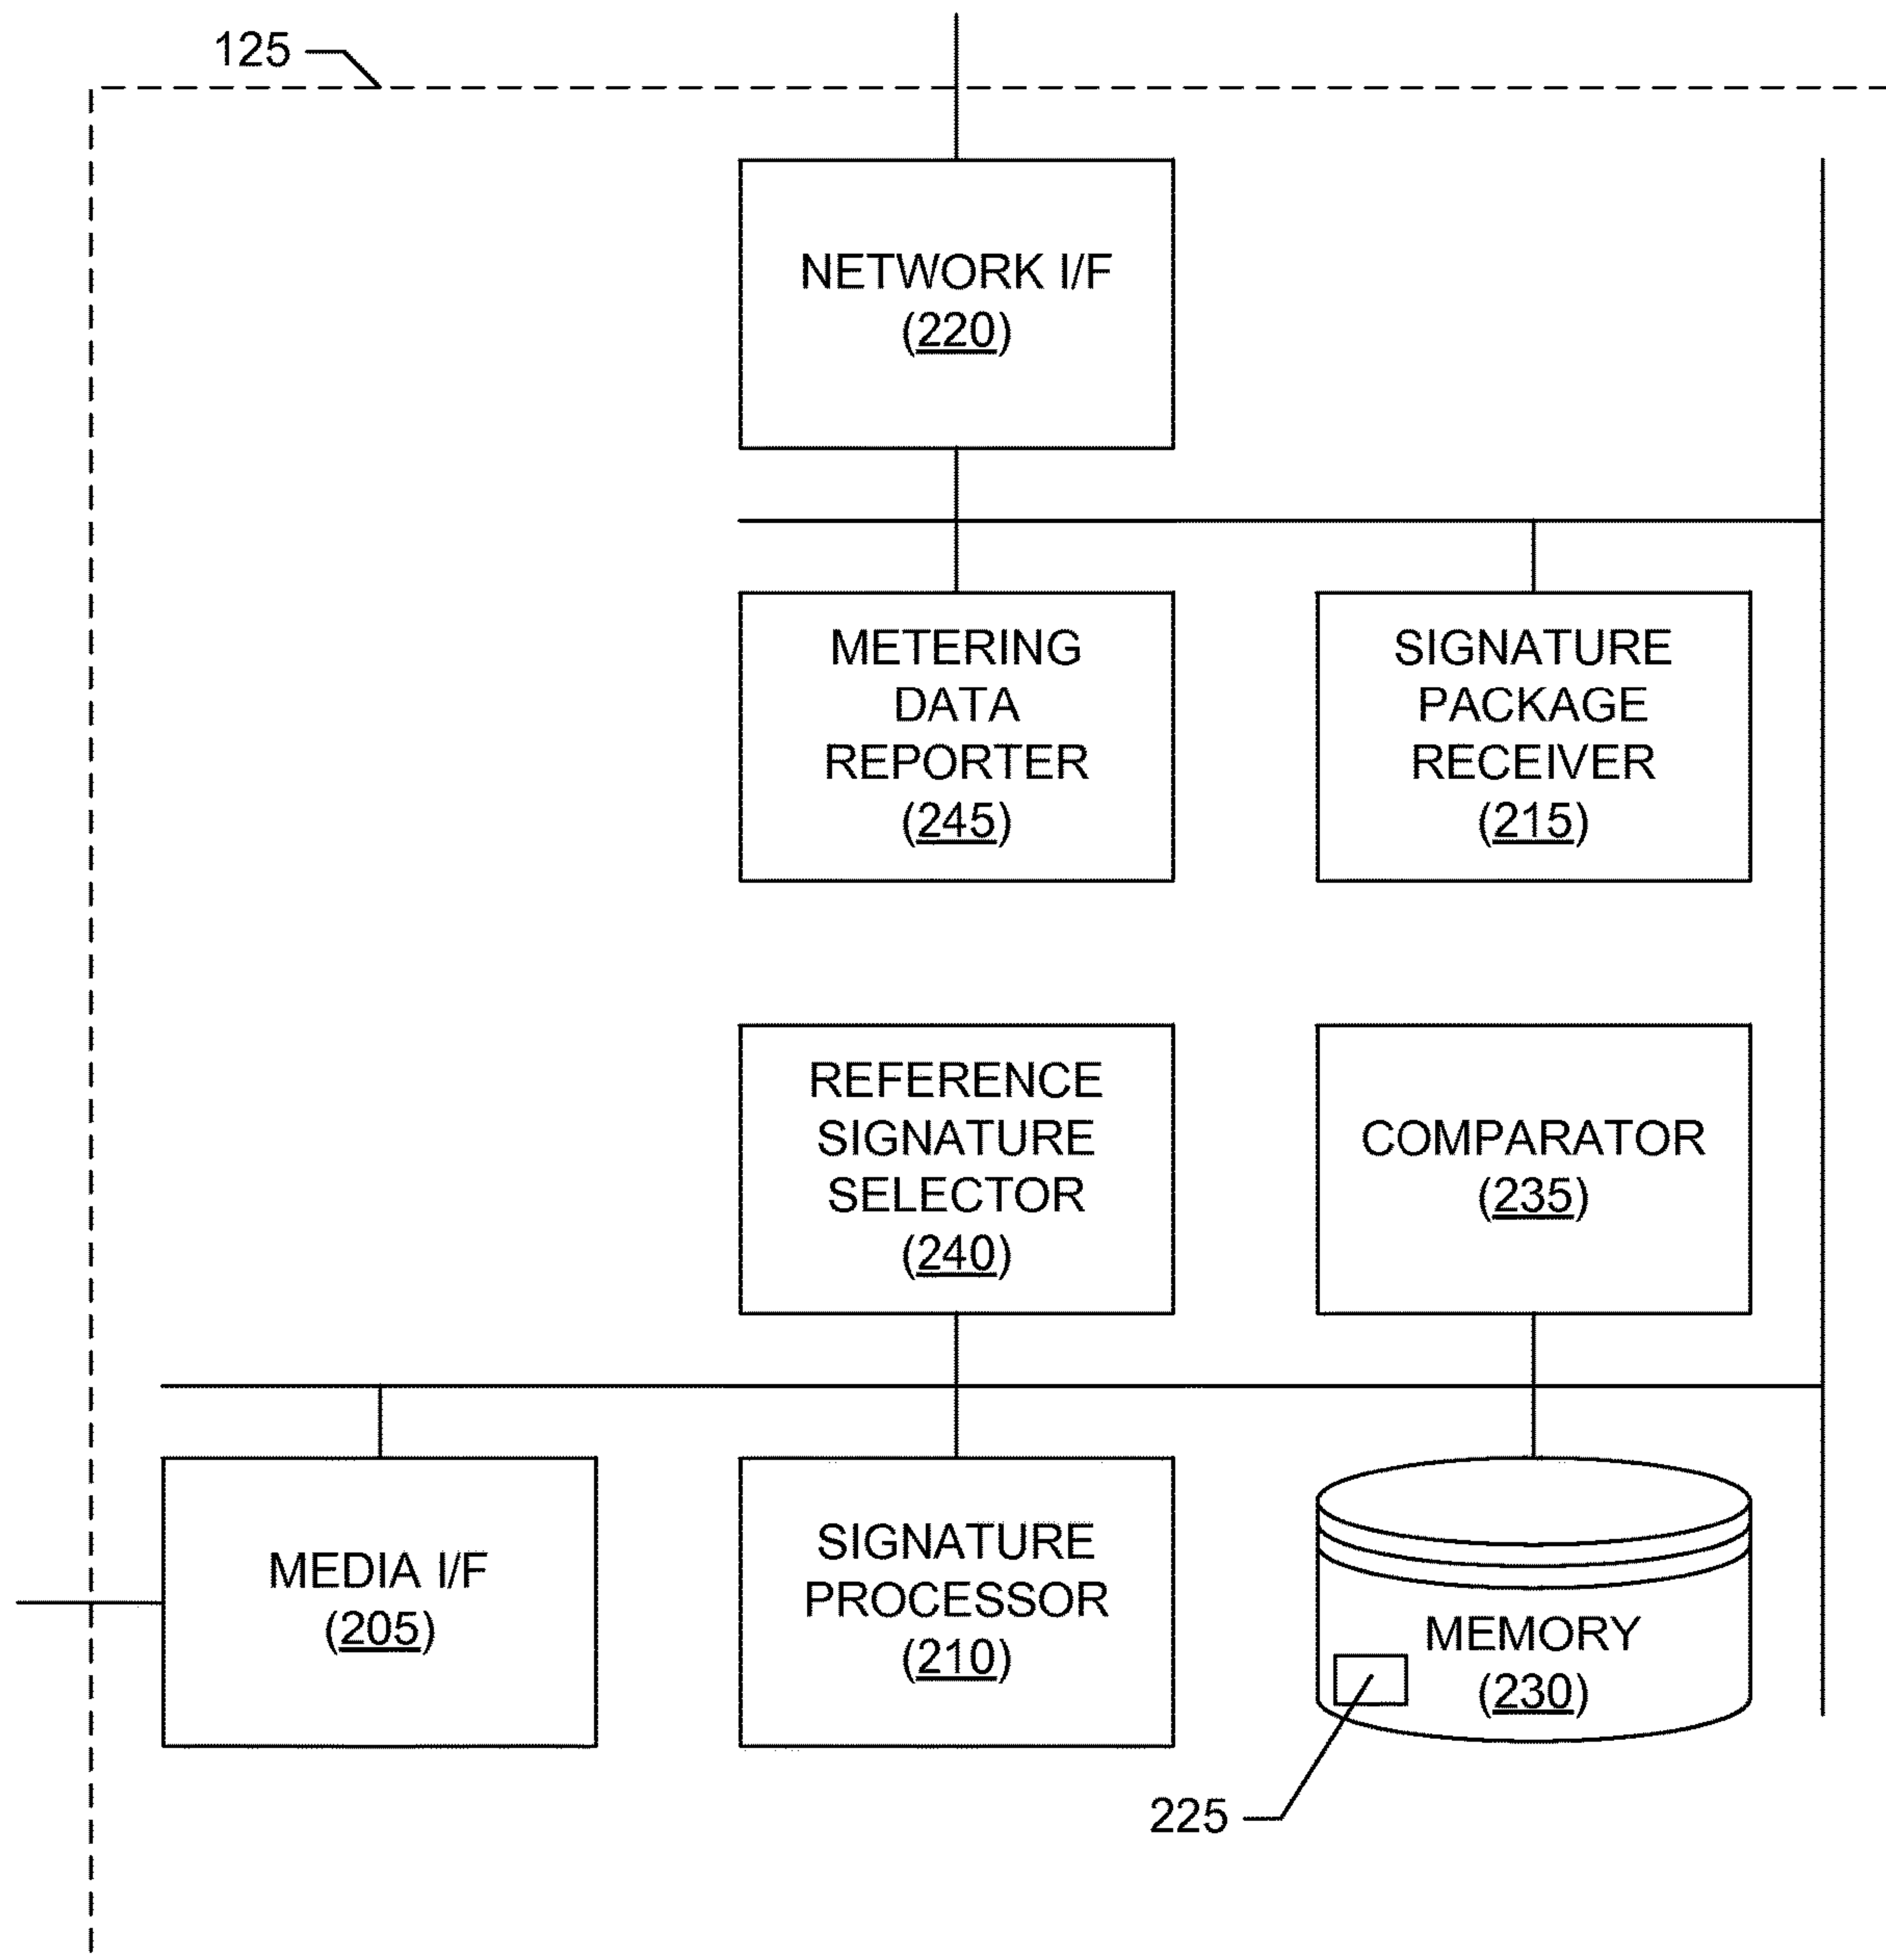 125
NETWORK I/F
(220)
METERING
DATA
REPORTER
(245)
SIGNATURE
PACKAGE
RECEIVER
(215)
REFERENCE
SIGNATURE
SELECTOR
(240)
COMPARATOR
(235)
MEDIA I/F
(205)
SIGNATURE
PROCESSOR
(210)
MEMORY
(230)
225